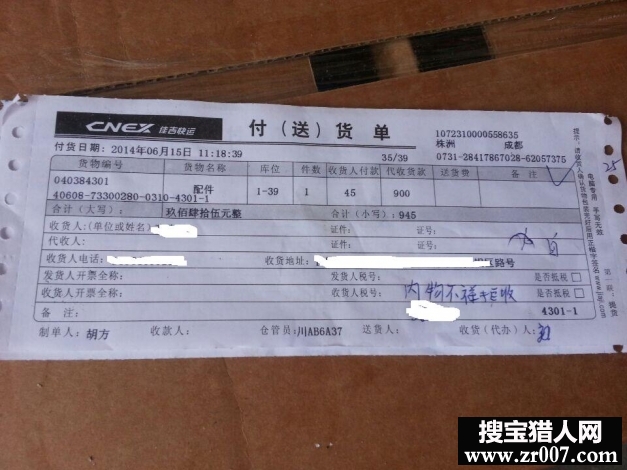 CNEX 佳吉快运
付（送）货单
1072310000558635
株洲 成都
付货日期：2014年06月15日 11:18:39
35/39
0731-28417867028-62057375
货物编号 货物名称 库位 件数 收货人付款 代收货款 送货费 备注
040384301 配件 1-39 1 45 900
40608-73300280-0310-4301-1
合计（大写）： 玖佰肆拾伍元整 合计（小写）：945
收货人：（单位或姓名） 证件： 证号：
代收人： 证件： 证号：
收货人电话： 收货地址： 路号
发货人开票全称： 发货人税号： 是否抵税
收货人开票全称： 收货人税号： 是否抵税
内物不祥拒收
备 注： 4301-1
制单人：胡方 收款人： 仓管员：川AB6A37 送货人： 收货（代办）人：
25
搜宝猎人网
www.zr007.com